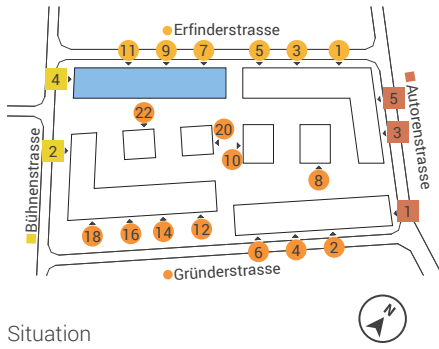 Erfinderstrasse
11 9 7 5 3 1
4
5
22
20
3
2
10
8
Bühnenstrasse
Autorenstrasse
1
18 16 14 12
6 4 2
Gründerstrasse
N
Situation